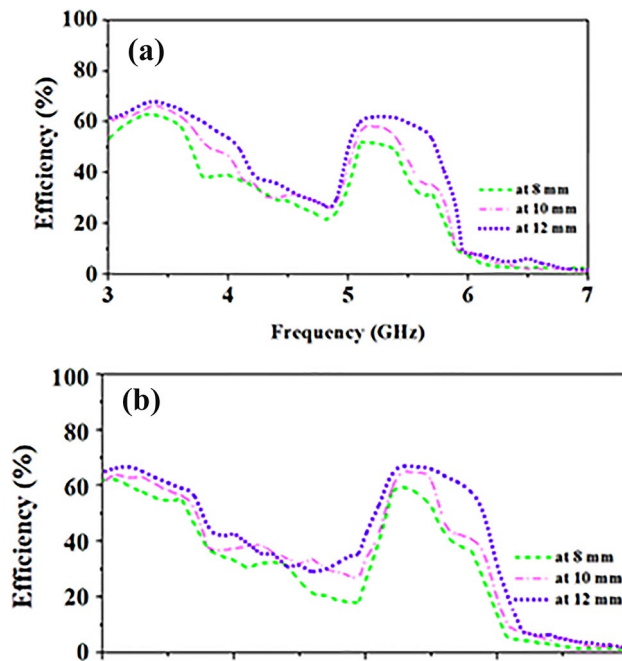 (a)
100
80
60
40
20
0
Efficiency (%)
at 8 mm
at 10 mm
at 12 mm
3 4 5 6 7
Frequency (GHz)
(b)
100
80
60
40
20
0
Efficiency (%)
at 8 mm
at 10 mm
at 12 mm